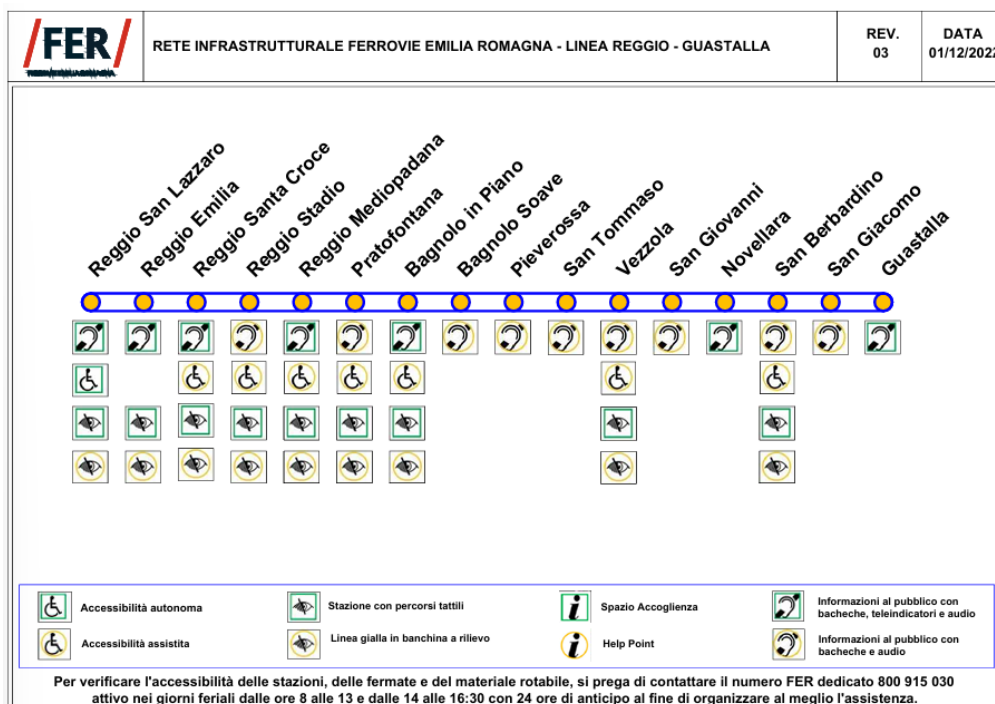 /FER/
RETE INFRASTRUTTURALE FERROVIE EMILIA ROMAGNA - LINEA REGGIO - GUASTALLA
REV.
03
DATA
01/12/2022
Reggio San Lazzaro
Reggio Emilia
Reggio Santa Croce
Reggio Stadio
Reggio Mediopadana
Pratofontana
Bagnolo in Piano
Bagnolo Soave
Pieverossa
San Tommaso
Vezzola
San Giovanni
Novellara
San Berbardino
San Giacomo
Guastalla
Accessibilità autonoma
Stazione con percorsi tattili
Spazio Accoglienza
Informazioni al pubblico con
bacheche, teleindicatori e audio
Accessibilità assistita
Linea gialla in banchina a rilievo
Help Point
Informazioni al pubblico con
bacheche e audio
Per verificare l'accessibilità delle stazioni, delle fermate e del materiale rotabile, si prega di contattare il numero FER dedicato 800 915 030
attivo nei giorni feriali dalle ore 8 alle 13 e dalle 14 alle 16:30 con 24 ore di anticipo al fine di organizzare al meglio l'assistenza.